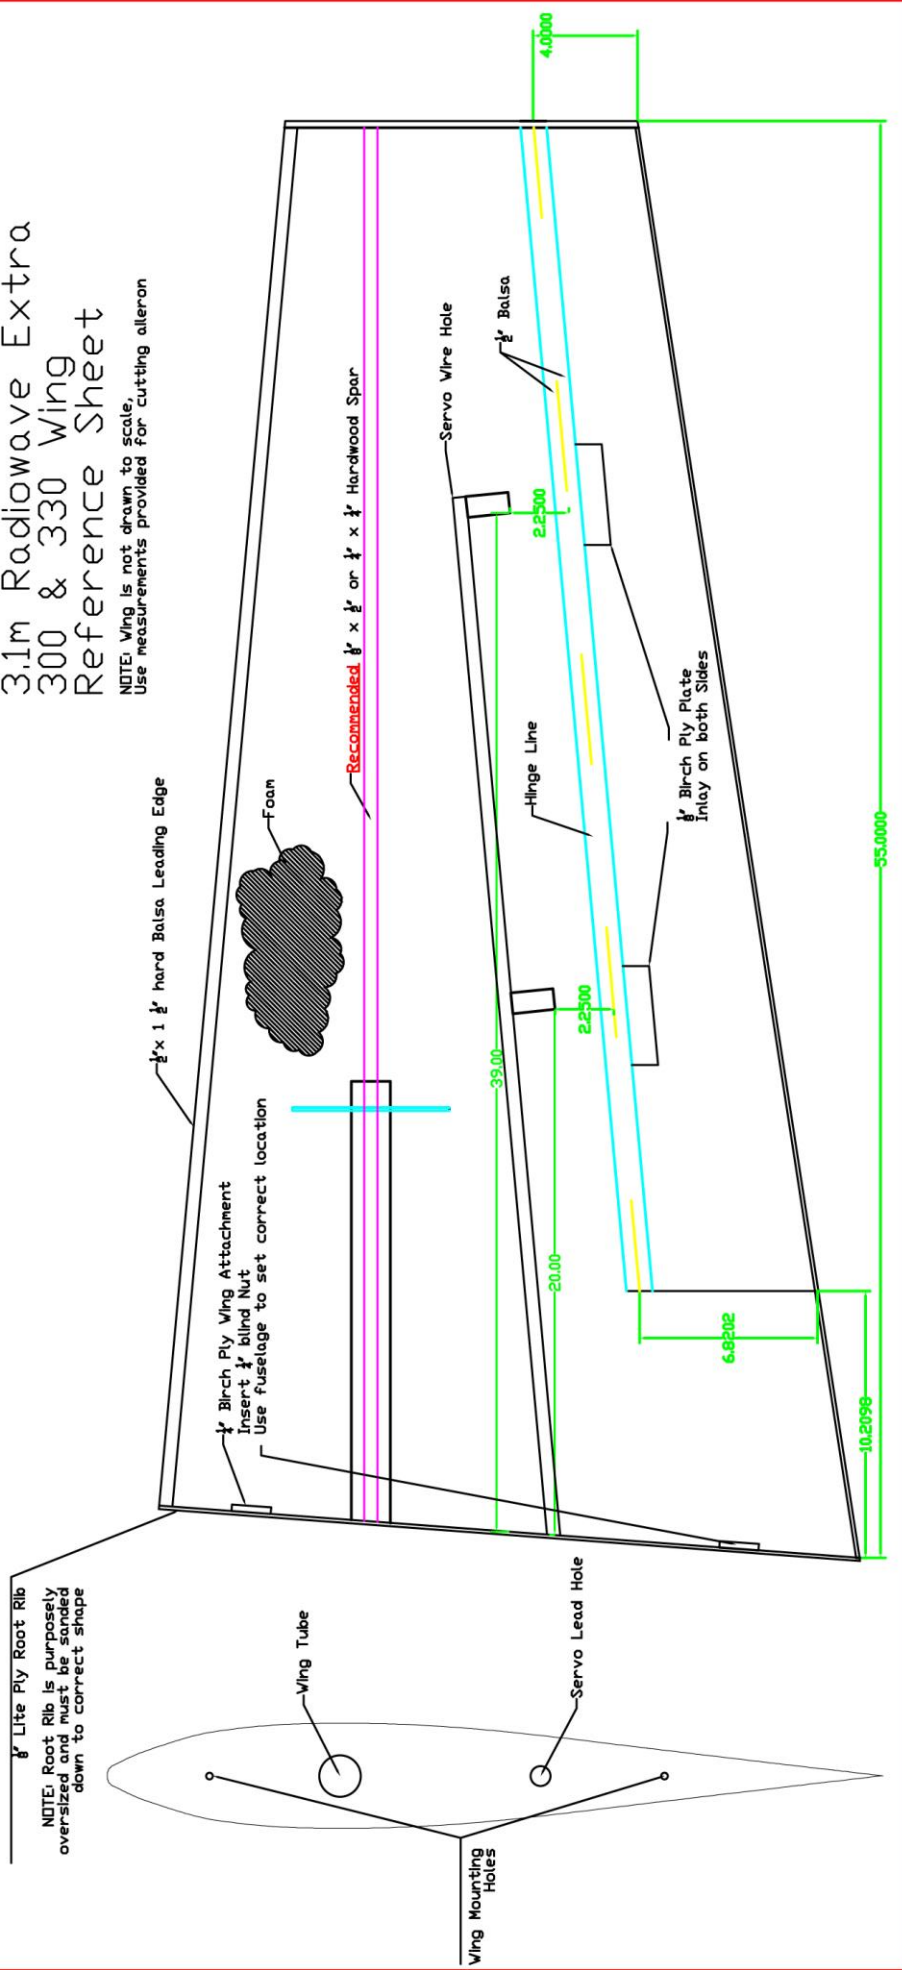 3.1m Radiowave Extra
300 & 330 Wing
Reference Sheet
NOTE: Wing is not drawn to scale,
Use measurements provided for cutting aileron
1/2" x 1 1/2" hard Balsa Leading Edge
Foam
Recommended 1/8" x 1/2" or 1/4" x 1/4" Hardwood Spar
Servo Wire Hole
1/2" Balsa
Hinge Line
1/8" Birch Ply Plate
Inlay on both Sides
1/4" Birch Ply Wing Attachment
Insert 1/4" blind Nut
Use fuselage to set correct location
1/8" Lite Ply Root Rib
NOTE: Root Rib is purposely
oversized and must be sanded
down to correct shape
Wing Tube
Servo Lead Hole
Wing Mounting
Holes
4.0000
2.2500
2.2500
39.00
20.00
6.8202
10.2098
55.0000